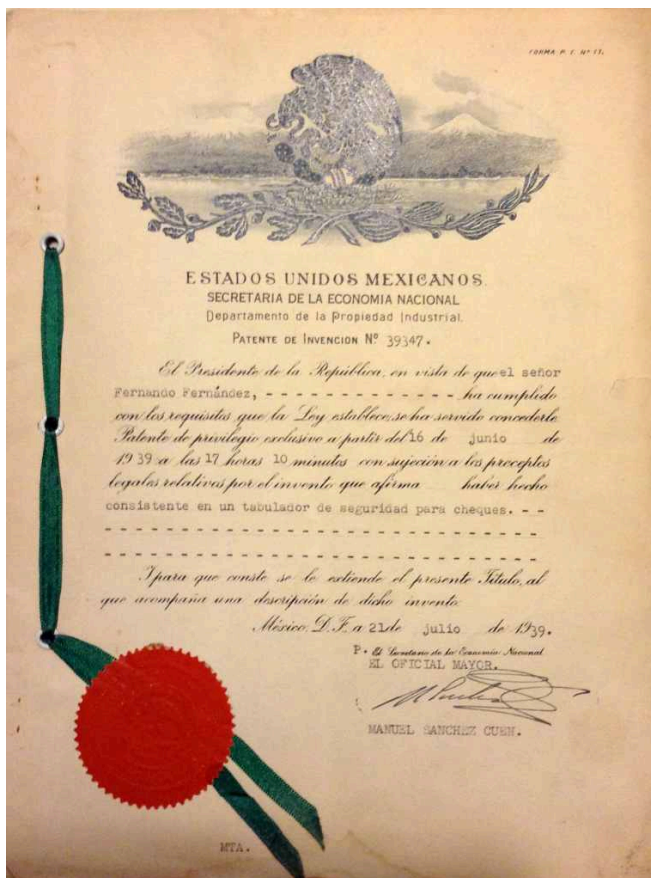 FORMA P. I. Nº 11.
ESTADOS UNIDOS MEXICANOS.
SECRETARIA DE LA ECONOMIA NACIONAL
Departamento de la Propiedad Industrial.
PATENTE DE INVENCION Nº 39347.
El Presidente de la República, en vista de que el señor
Fernando Fernández, - - - - - - - - - - - - - ha cumplido
con los requisitos que la Ley establece, se ha servido concederle
Patente de privilegio exclusivo a partir del 16 de junio de
1939 a las 17 horas 10 minutos con sujeción a los preceptos
legales relativos por el invento que afirma haber hecho
consistente en un tabulador de seguridad para cheques. - -
- - - - - - - - - - - - - - - - - - - - - - - - - - - - - -
- - - - - - - - - - - - - - - - - - - - - - - - - - - - - -
I para que conste se le extiende el presente Título, al
que acompaña una descripción de dicho invento.
México, D. F. a 21 de julio de 1939.
P. El Secretario de la Economía Nacional
EL OFICIAL MAYOR.
MANUEL SANCHEZ CUEN.
MTA.